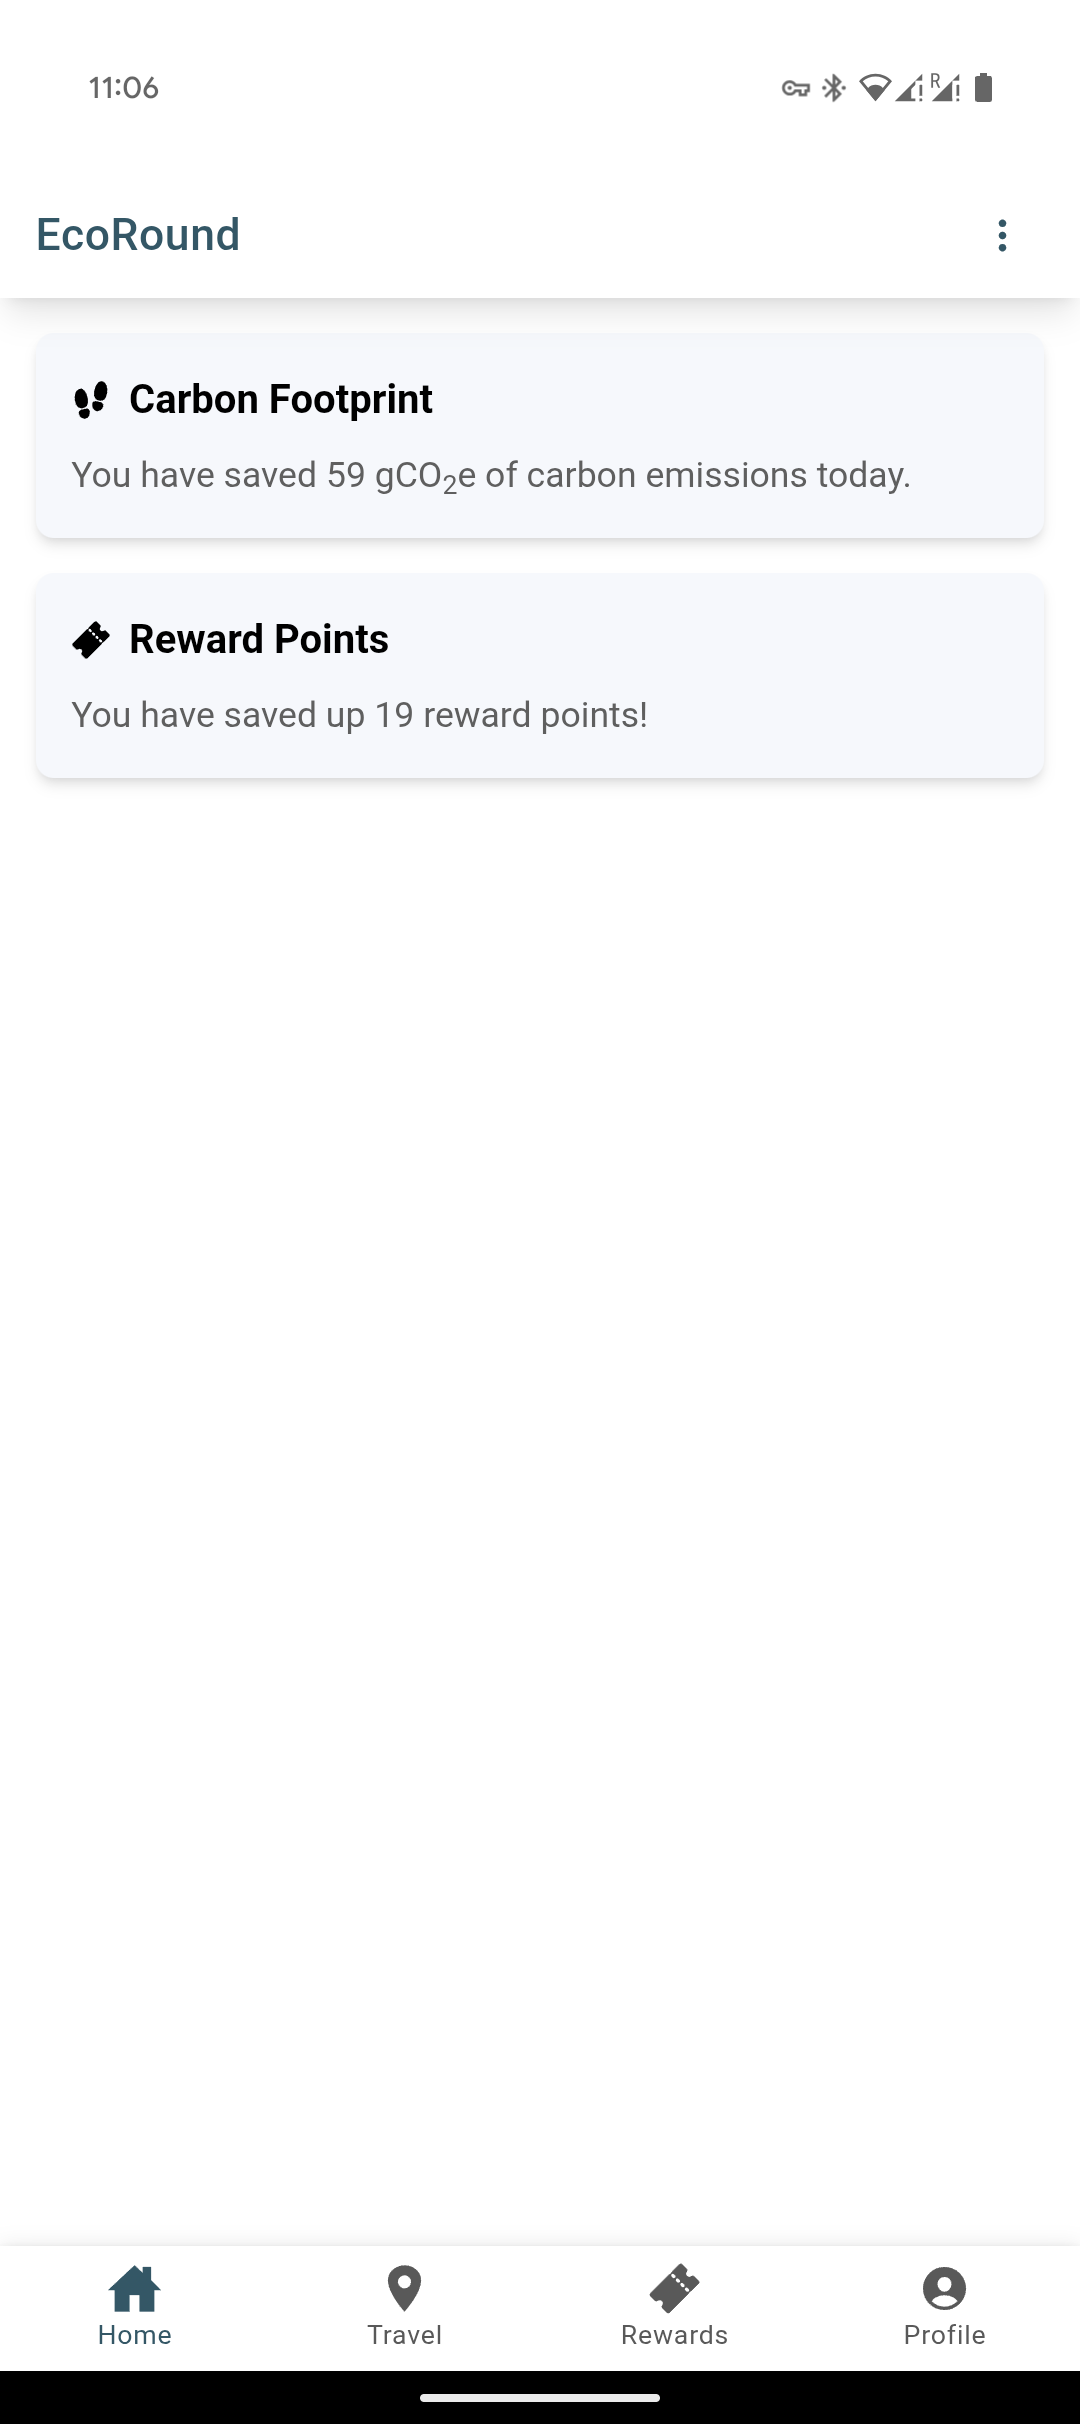 11:06
R
EcoRound
Carbon Footprint
You have saved 59 gCO₂e of carbon emissions today.
Reward Points
You have saved up 19 reward points!
Home
Travel
Rewards
Profile